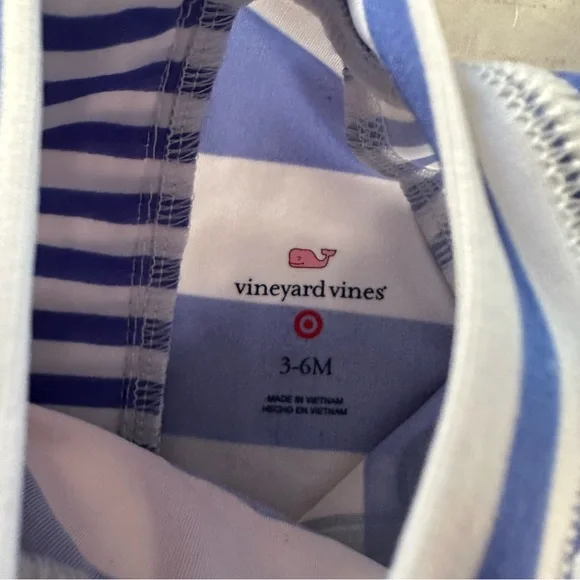 vineyard vines®
3-6M
MADE IN VIETNAM
HECHO EN VIETNAM